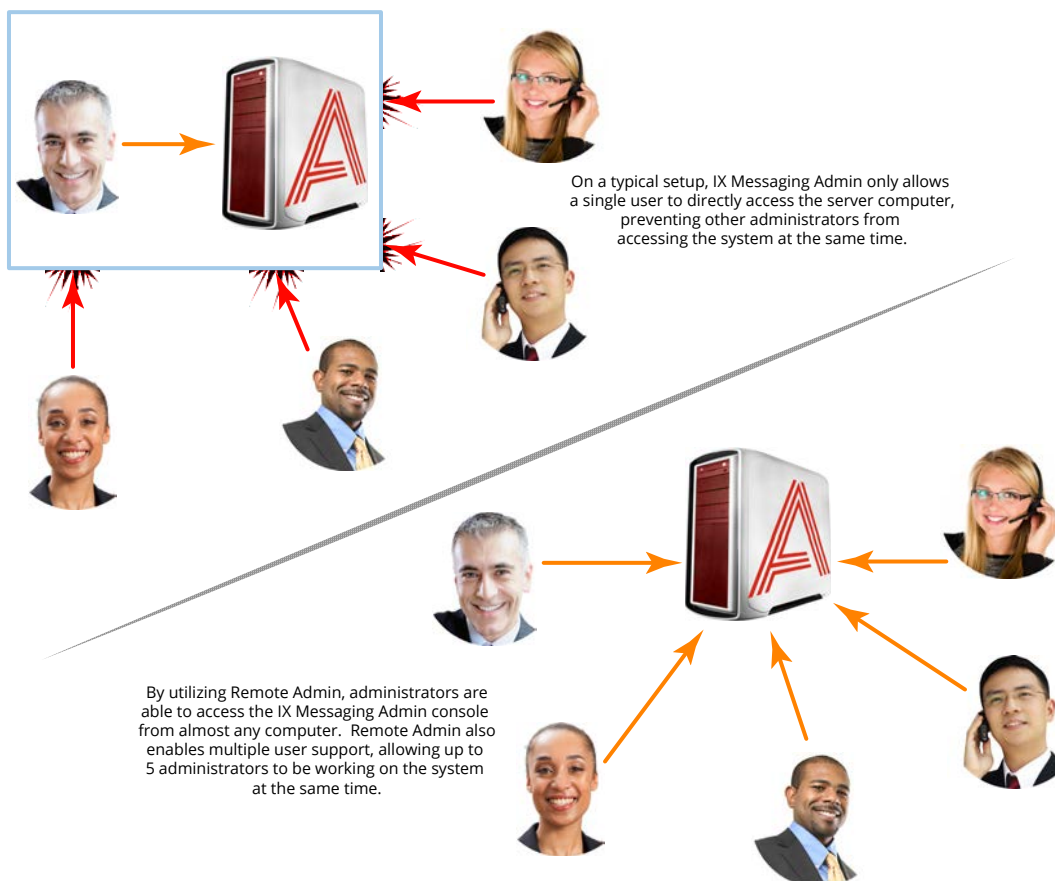 On a typical setup, IX Messaging Admin only allows
a single user to directly access the server computer,
preventing other administrators from
accessing the system at the same time.
By utilizing Remote Admin, administrators are
able to access the IX Messaging Admin console
from almost any computer.  Remote Admin also
enables multiple user support, allowing up to
5 administrators to be working on the system
at the same time.